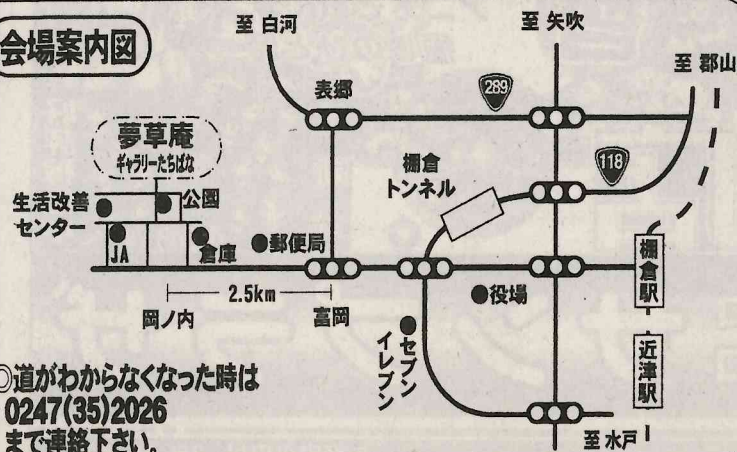 会場案内図
至 白河
至 矢吹
至 郡山
表郷
289
118
夢草庵
ギャラリーたちばな
棚倉
トンネル
生活改善
センター
公園
JA
倉庫
郵便局
棚倉駅
2.5km
役場
岡ノ内
富岡
セブン
イレブン
近津駅
◎道がわからなくなった時は
0247(35)2026
まで連絡下さい。
至 水戸